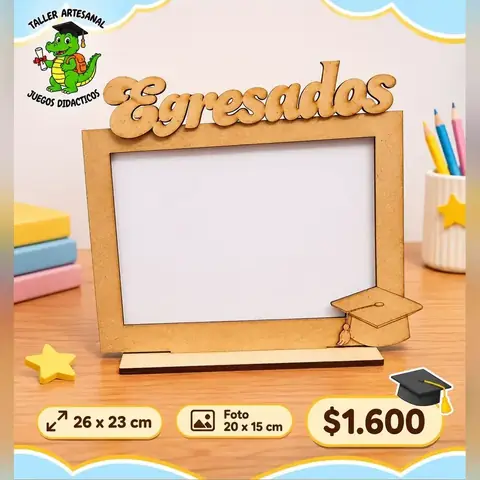 TALLER ARTESANAL
JUEGOS DIDACTICOS
Egresados
26 x 23 cm
Foto
20 x 15 cm
$1.600